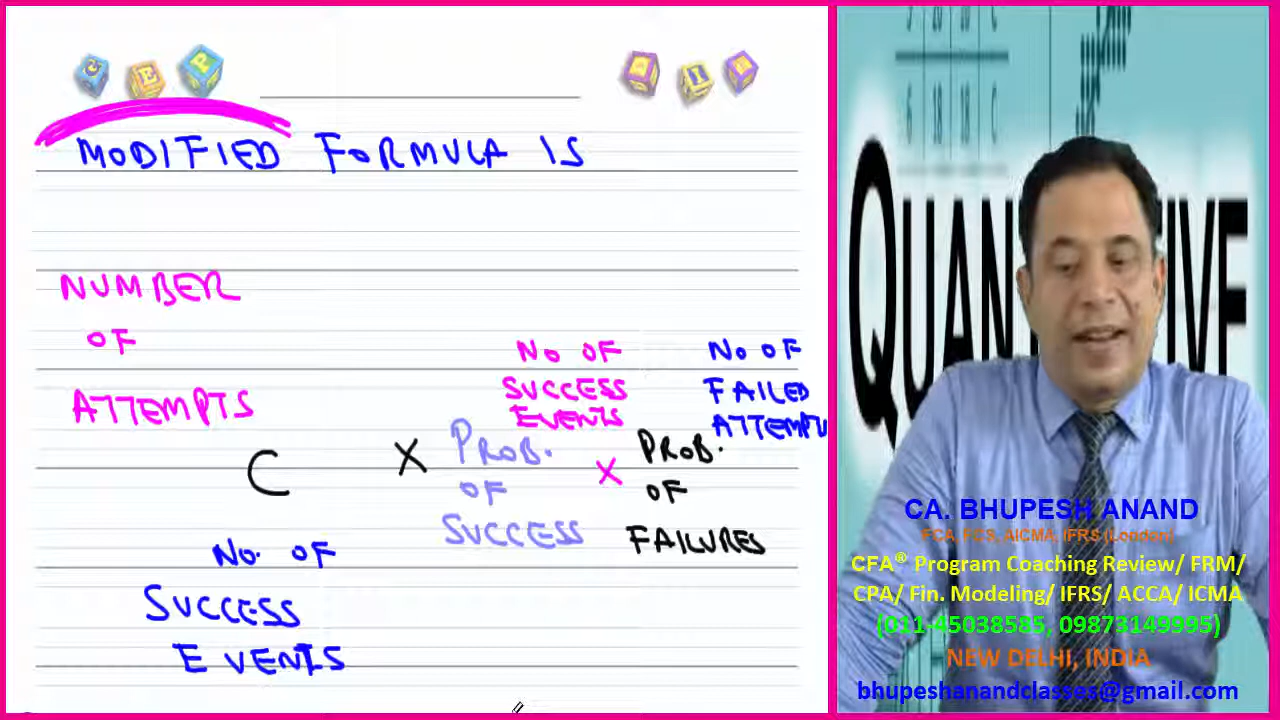 MODIFIED FORMULA IS
NUMBER
OF
ATTEMPTS
C
NO. OF
SUCCESS
EVENTS
X
PROB.
OF
SUCCESS
NO OF
SUCCESS
EVENTS
X
PROB.
OF
FAILURES
NO OF
FAILED
ATTEMPTS
QUANTITATIVE
CA. BHUPESH ANAND
FCA, FCS, AICMA, IFRS (London)
CFA® Program Coaching Review/ FRM/
CPA/ Fin. Modeling/ IFRS/ ACCA/ ICMA
(011-45038585, 09873149995)
NEW DELHI, INDIA
bhupeshanandclasses@gmail.com